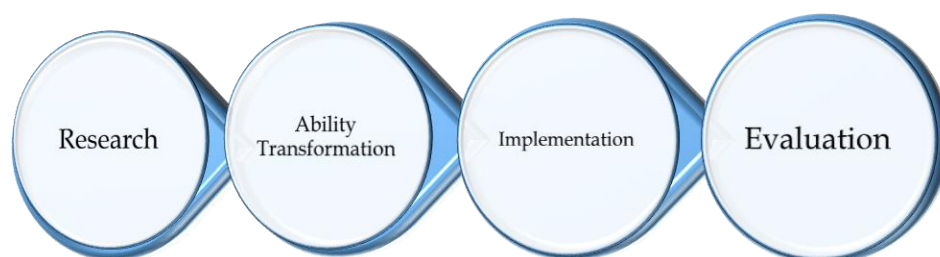 Research
Ability
Transformation
Implementation
Evaluation